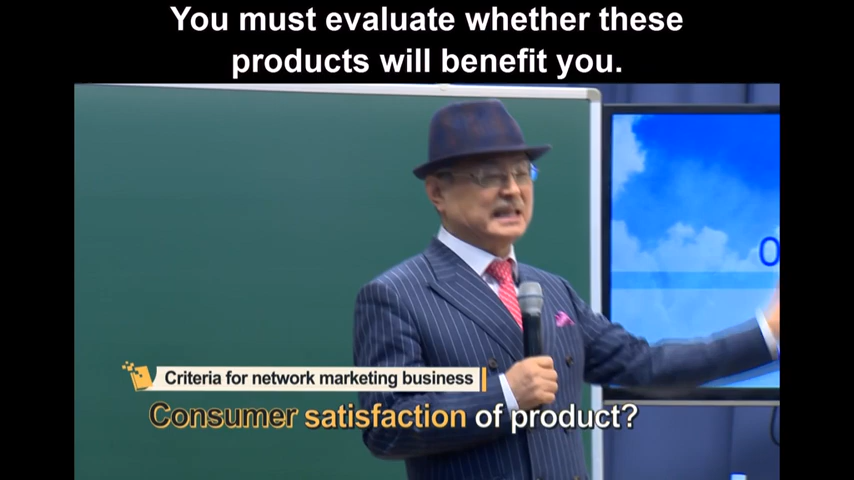 You must evaluate whether these
products will benefit you.
Criteria for network marketing business
Consumer satisfaction of product?